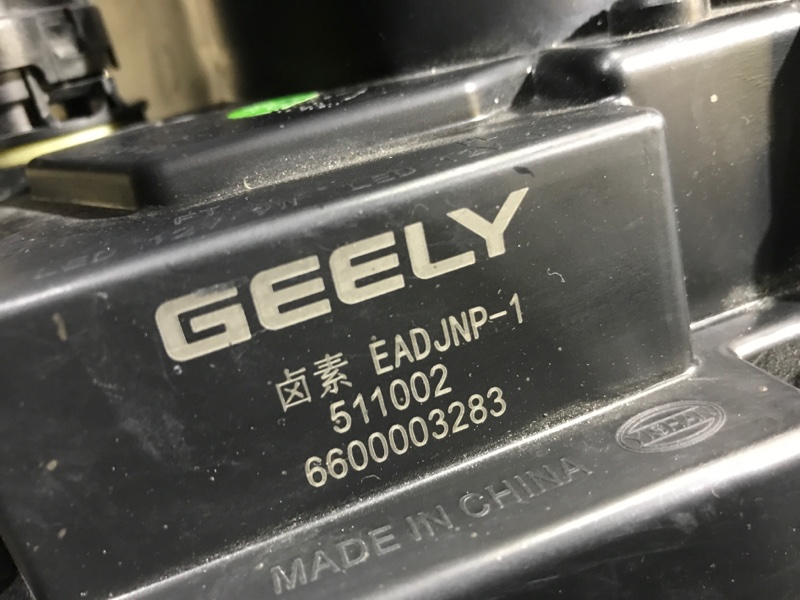 GEELY
卤素 EADJNP-1
511002
6600003283
MADE IN CHINA